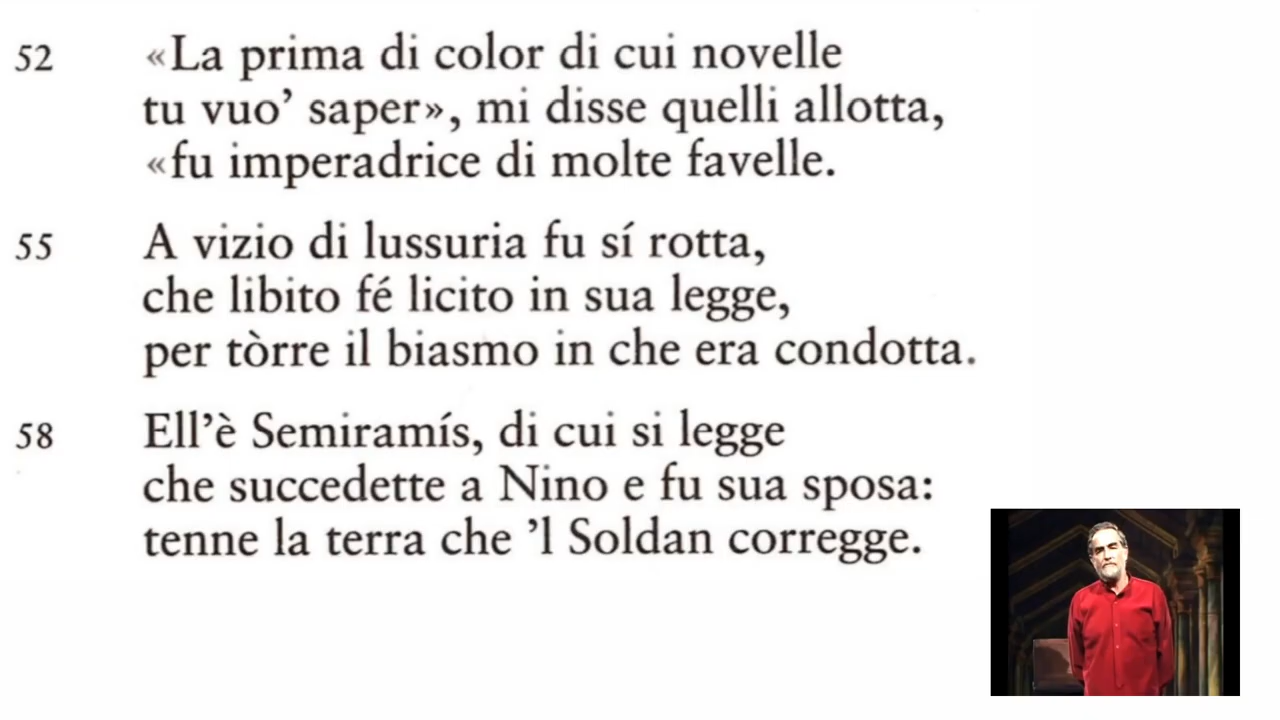 52 «La prima di color di cui novelle
tu vuo’ saper», mi disse quelli allotta,
«fu imperadrice di molte favelle.
55 A vizio di lussuria fu sí rotta,
che libito fé licito in sua legge,
per tòrre il biasmo in che era condotta.
58 Ell’è Semiramís, di cui si legge
che succedette a Nino e fu sua sposa:
tenne la terra che ’l Soldan corregge.